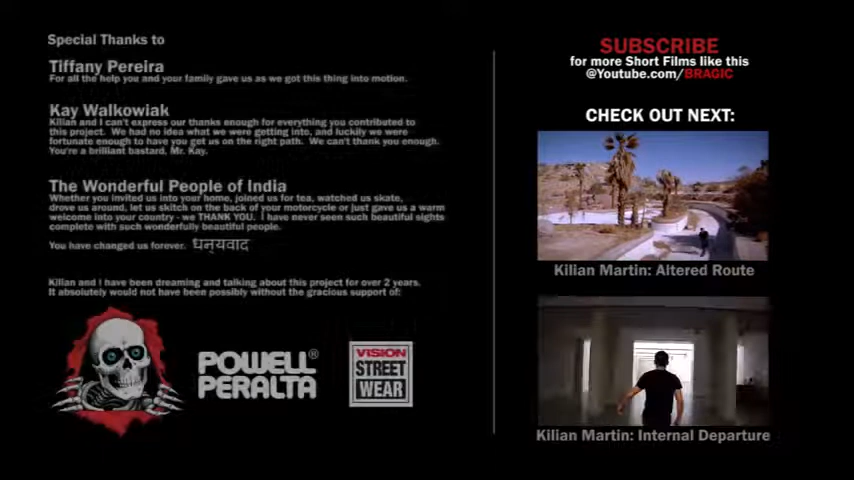 Special Thanks to
Tiffany Pereira
For all the help you and your family gave us as we got this thing into motion.
Kay Walkowiak
Kilian and I can't express our thanks enough for everything you contributed to
this project. We had no idea what we were getting into, and luckily we were
fortunate enough to have you get us on the right path. We can't thank you enough.
You're a brilliant bastard, Mr. Kay.
The Wonderful People of India
Whether you invited us into your home, joined us for tea, watched us skate,
drove us around, let us skitch on the back of your motorcycle or just gave us a warm
welcome into your country - we THANK YOU. I have never seen such beautiful sights
complete with such wonderfully beautiful people.
You have changed us forever. धन्यवाद
Kilian and I have been dreaming and talking about this project for over 2 years.
It absolutely would not have been possibly without the gracious support of:
POWELL®
PERALTA
VISION
STREET
WEAR
SUBSCRIBE
for more Short Films like this
@Youtube.com/BRAGIC
CHECK OUT NEXT:
Kilian Martin: Altered Route
Kilian Martin: Internal Departure